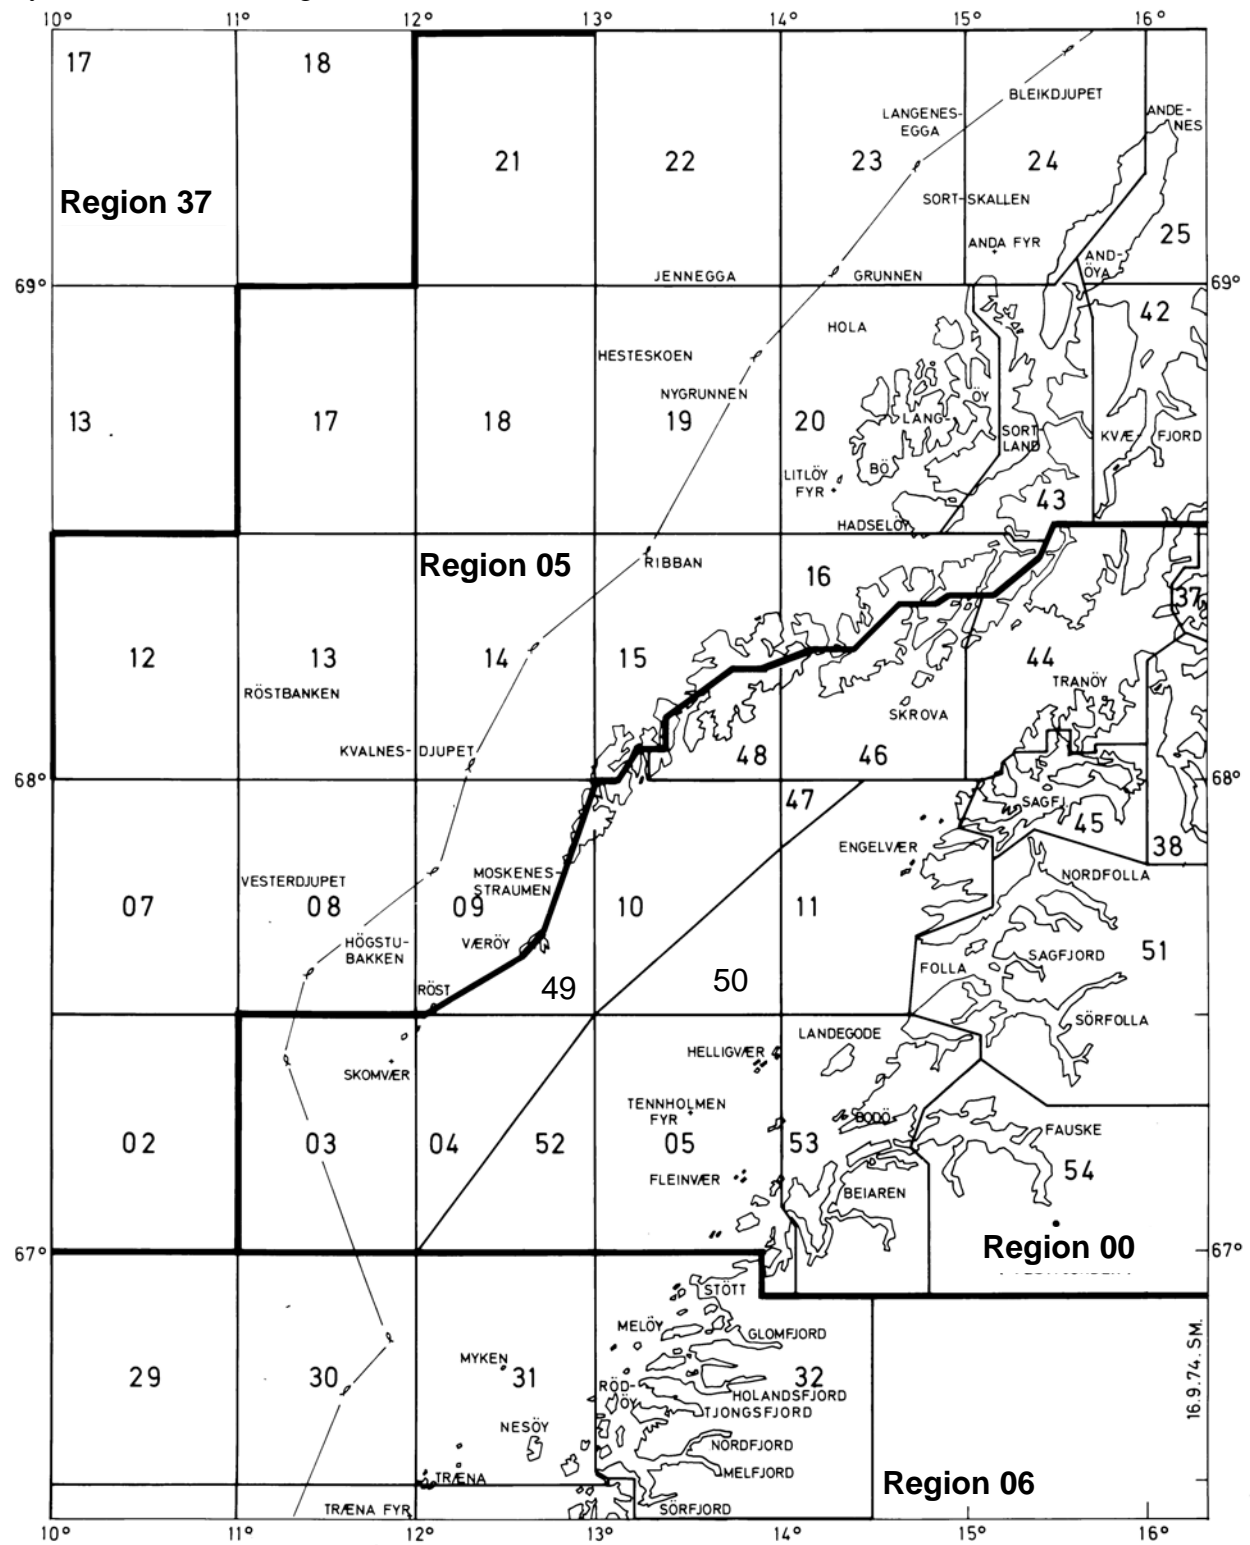 10° 11° 12° 13° 14° 15° 16°
17 18
BLEIKDJUPET
LANGENES-
EGGA
ANDE-
NES
21 22 23 24
Region 37
SORT-SKALLEN
25
ANDA FYR
AND-
ÖYA
JENNEGGA GRUNNEN
69° 69°
42
HOLA
HESTESKOEN
NYGRUNNEN
ÖY
13 17 18 19 20
LANG-
SORT-
LAND
KVÆ- FJORD
BÖ
LITLÖY
FYR
43
HADSELÖY
Region 05
RIBBAN
16
37
12 13 14 15 44
RÖSTBANKEN
TRANÖY
SKROVA
KVALNES-DJUPET
48 46
68° 68°
47
SAGFJ.
45
ENGELVÆR
38
MOSKENES-
STRAUMEN
NORDFOLLA
VESTERDJUPET
07 08 09 10 11
HÖGSTU-
BAKKEN
VÆRÖY
51
SAGFJORD
FOLLA
RÖST
49 50
SÖRFOLLA
LANDEGODE
HELLIGVÆR
SKOMVÆR
TENNHOLMEN
FYR
BODÖ
FAUSKE
02 03 04 52 05 53
54
FLEINVÆR
BEIAREN
Region 00
67° 67°
STÖTT
MELÖY
GLOMFJORD
MYKEN
29 30 31 32
RÖD-
ÖY
HOLANDSFJORD
TJONGSFJORD
NESÖY
NORDFJORD
MELFJORD
TRÆNA
Region 06
TRÆNA FYR
SÖRFJORD
16.9.74. SM.
10° 11° 12° 13° 14° 15° 16°